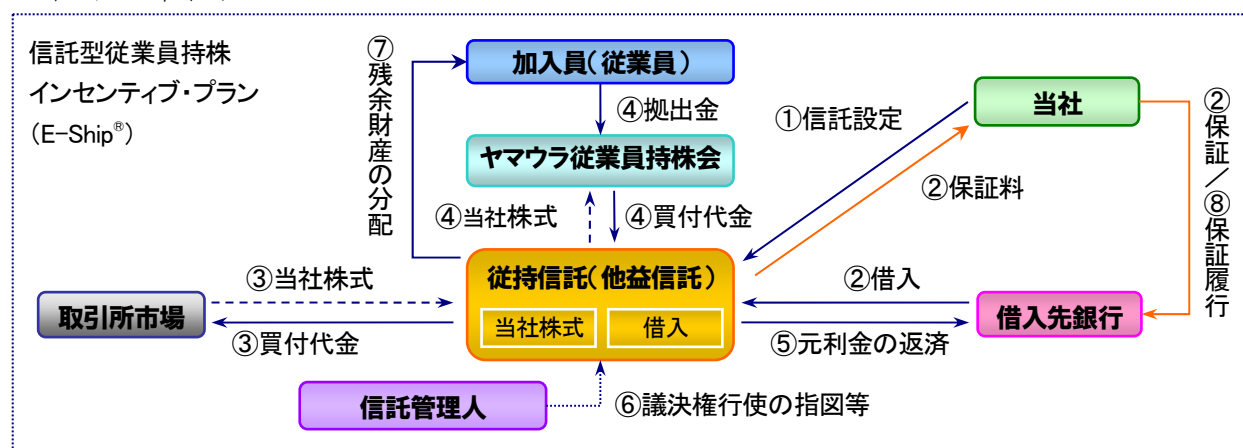 信託型従業員持株
インセンティブ・プラン
(E-Ship®)
⑦残余財産の分配
加入員(従業員)
④拠出金
ヤマウラ従業員持株会
④当社株式
④買付代金
①信託設定
当社
②保証料
②保証/⑧保証履行
従持信託(他益信託)
当社株式
借入
③当社株式
取引所市場
③買付代金
②借入
借入先銀行
⑤元利金の返済
信託管理人
⑥議決権行使の指図等